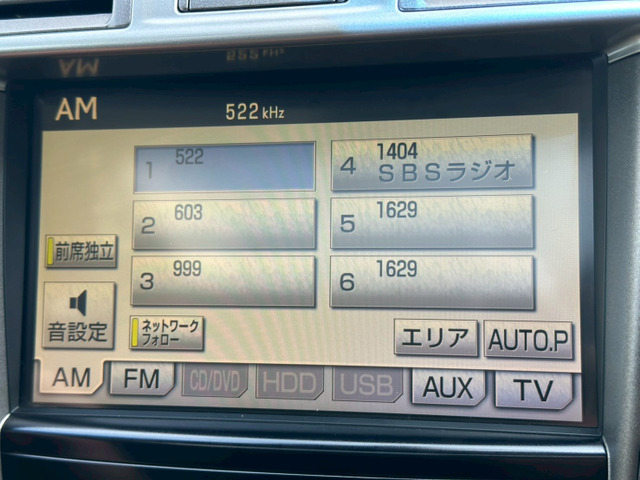 AM
522 kHz
1 522
2 603
3 999
4 1404
SBSラジオ
5 1629
6 1629
前席独立
音設定
ネットワーク
フォロー
エリア
AUTO.P
AM
FM
CD/DVD
HDD
USB
AUX
TV